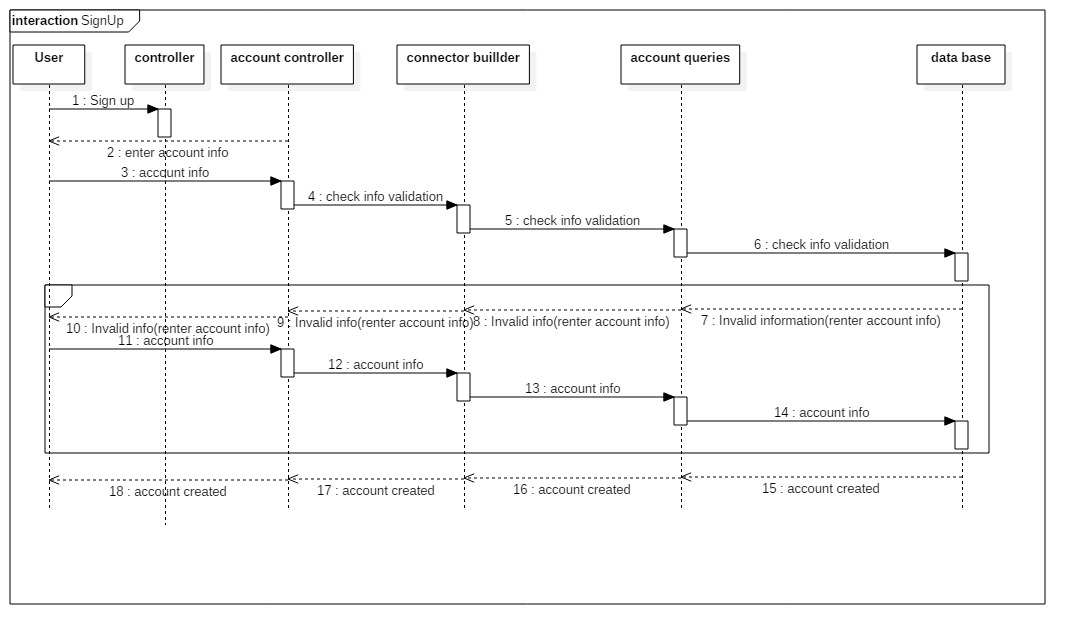 interaction SignUp
User
controller
account controller
connector buillder
account queries
data base
1 : Sign up
2 : enter account info
3 : account info
4 : check info validation
5 : check info validation
6 : check info validation
7 : Invalid information(renter account info)
8 : Invalid info(renter account info)
9 : Invalid info(renter account info)
10 : Invalid info(renter account info)
11 : account info
12 : account info
13 : account info
14 : account info
15 : account created
16 : account created
17 : account created
18 : account created